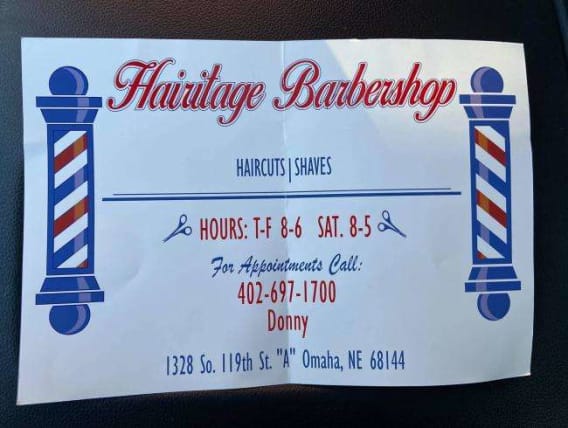 Hairitage Barbershop
HAIRCUTS | SHAVES
HOURS: T-F 8-6 SAT. 8-5
For Appointments Call:
402-697-1700
Donny
1328 So. 119th St. "A" Omaha, NE 68144